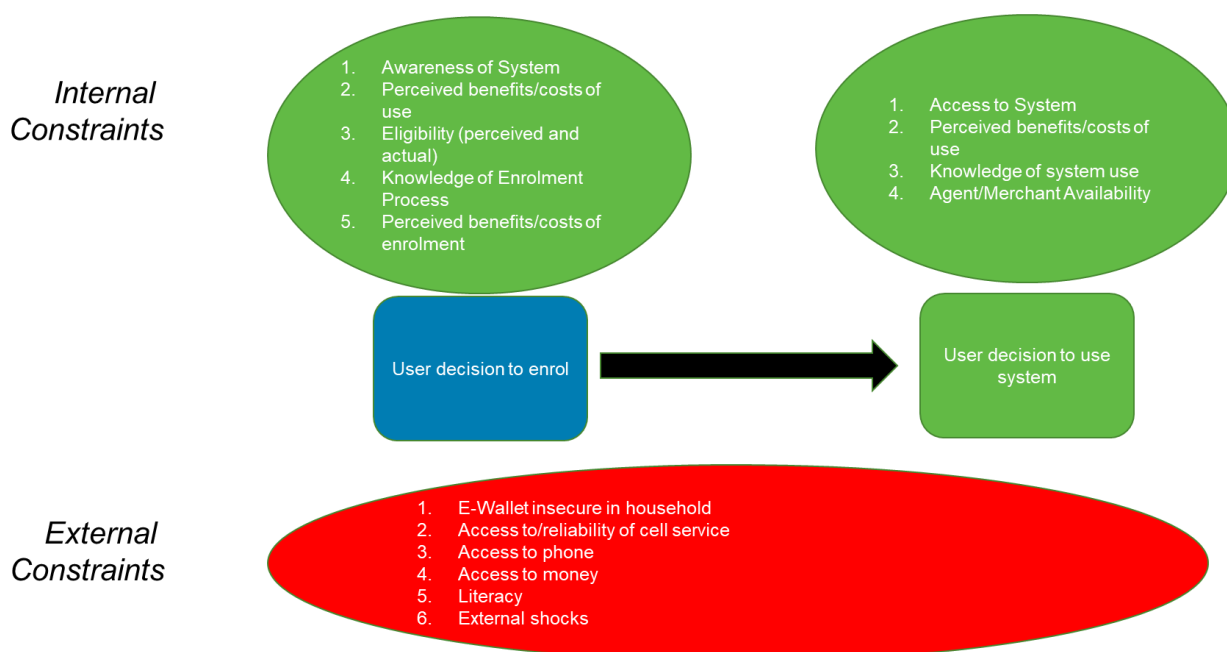 Internal
Constraints
1. Awareness of System
2. Perceived benefits/costs of
use
3. Eligibility (perceived and
actual)
4. Knowledge of Enrolment
Process
5. Perceived benefits/costs of
enrolment
1. Access to System
2. Perceived benefits/costs of
use
3. Knowledge of system use
4. Agent/Merchant Availability
User decision to enrol
User decision to use
system
External
Constraints
1. E-Wallet insecure in household
2. Access to/reliability of cell service
3. Access to phone
4. Access to money
5. Literacy
6. External shocks